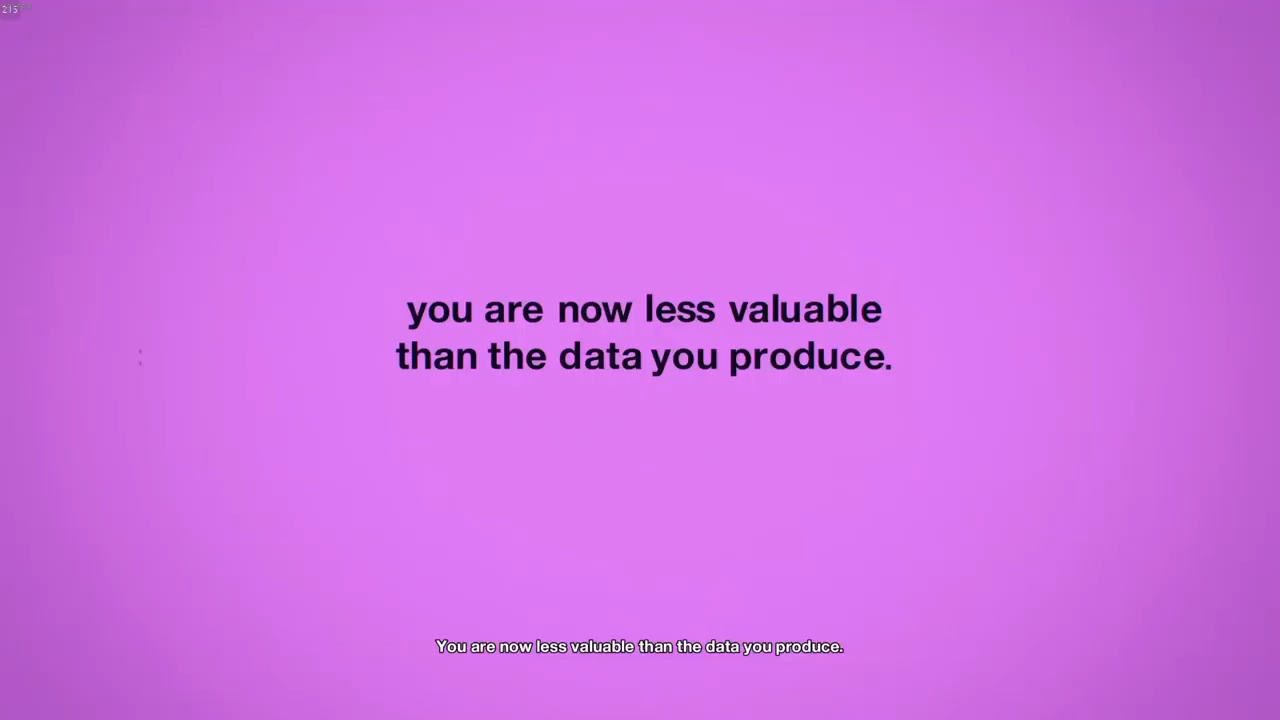 215
you are now less valuable
than the data you produce.
You are now less valuable than the data you produce.